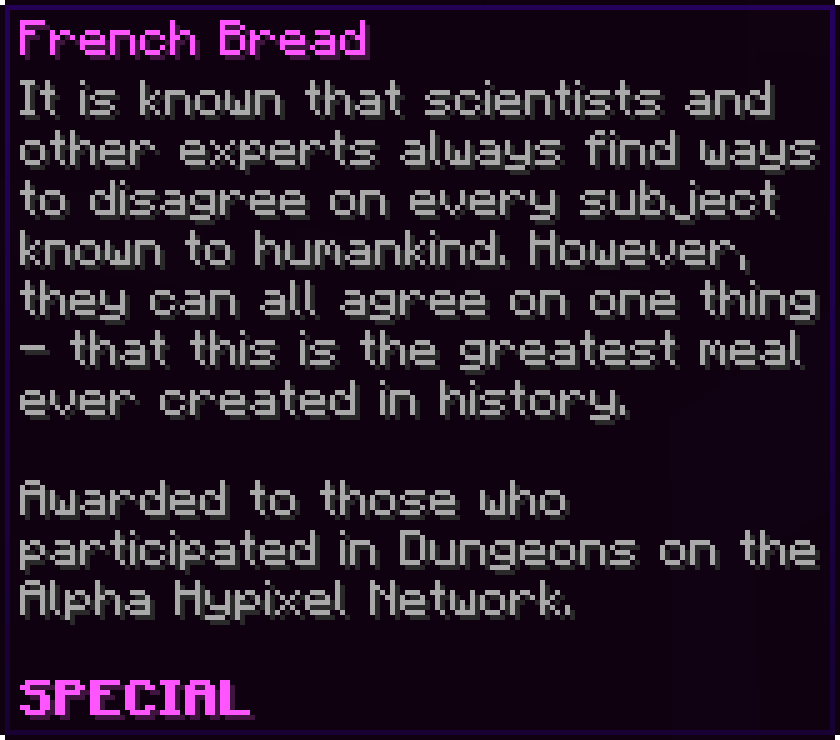 French Bread
It is known that scientists and
other experts always find ways
to disagree on every subject
known to humankind. However,
they can all agree on one thing
- that this is the greatest meal
ever created in history.
Awarded to those who
participated in Dungeons on the
Alpha Hypixel Network.
SPECIAL